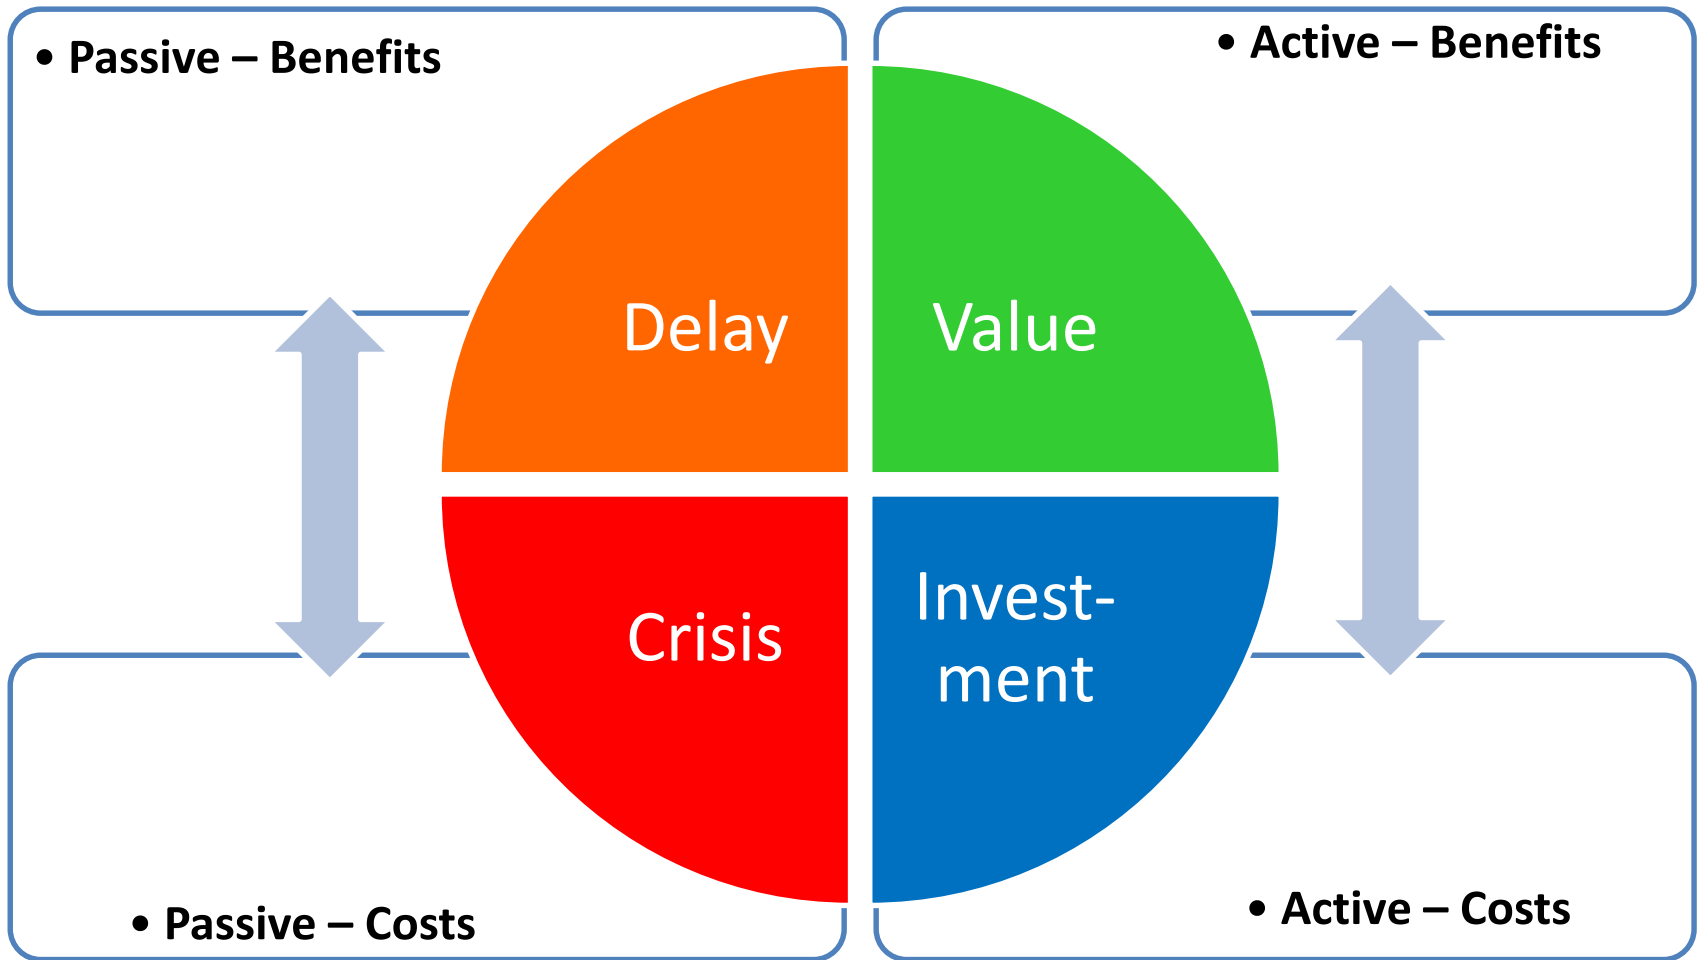 • Passive – Benefits
• Active – Benefits
Delay
Value
Crisis
Invest-
ment
• Passive – Costs
• Active – Costs